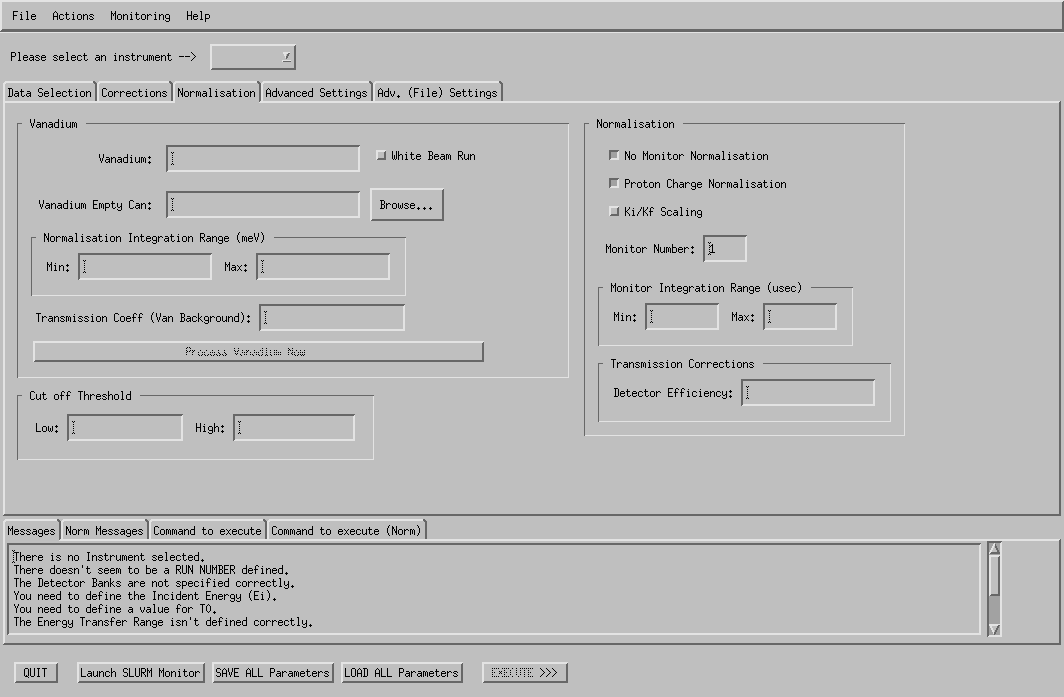 File Actions Monitoring Help
Please select an instrument -->
Data Selection Corrections Normalisation Advanced Settings Adv. (File) Settings
Vanadium
Vanadium: White Beam Run
Vanadium Empty Can: Browse...
Normalisation Integration Range (meV)
Min: Max:
Transmission Coeff (Van Background):
Process Vanadium Now
Cut off Threshold
Low: High:
Normalisation
No Monitor Normalisation
Proton Charge Normalisation
Ki/Kf Scaling
Monitor Number: 1
Monitor Integration Range (usec)
Min: Max:
Transmission Corrections
Detector Efficiency:
Messages Norm Messages Command to execute Command to execute (Norm)
There is no Instrument selected.
There doesn't seem to be a RUN NUMBER defined.
The Detector Banks are not specified correctly.
You need to define the Incident Energy (Ei).
You need to define a value for T0.
The Energy Transfer Range isn't defined correctly.
QUIT Launch SLURM Monitor SAVE ALL Parameters LOAD ALL Parameters EXECUTE >>>